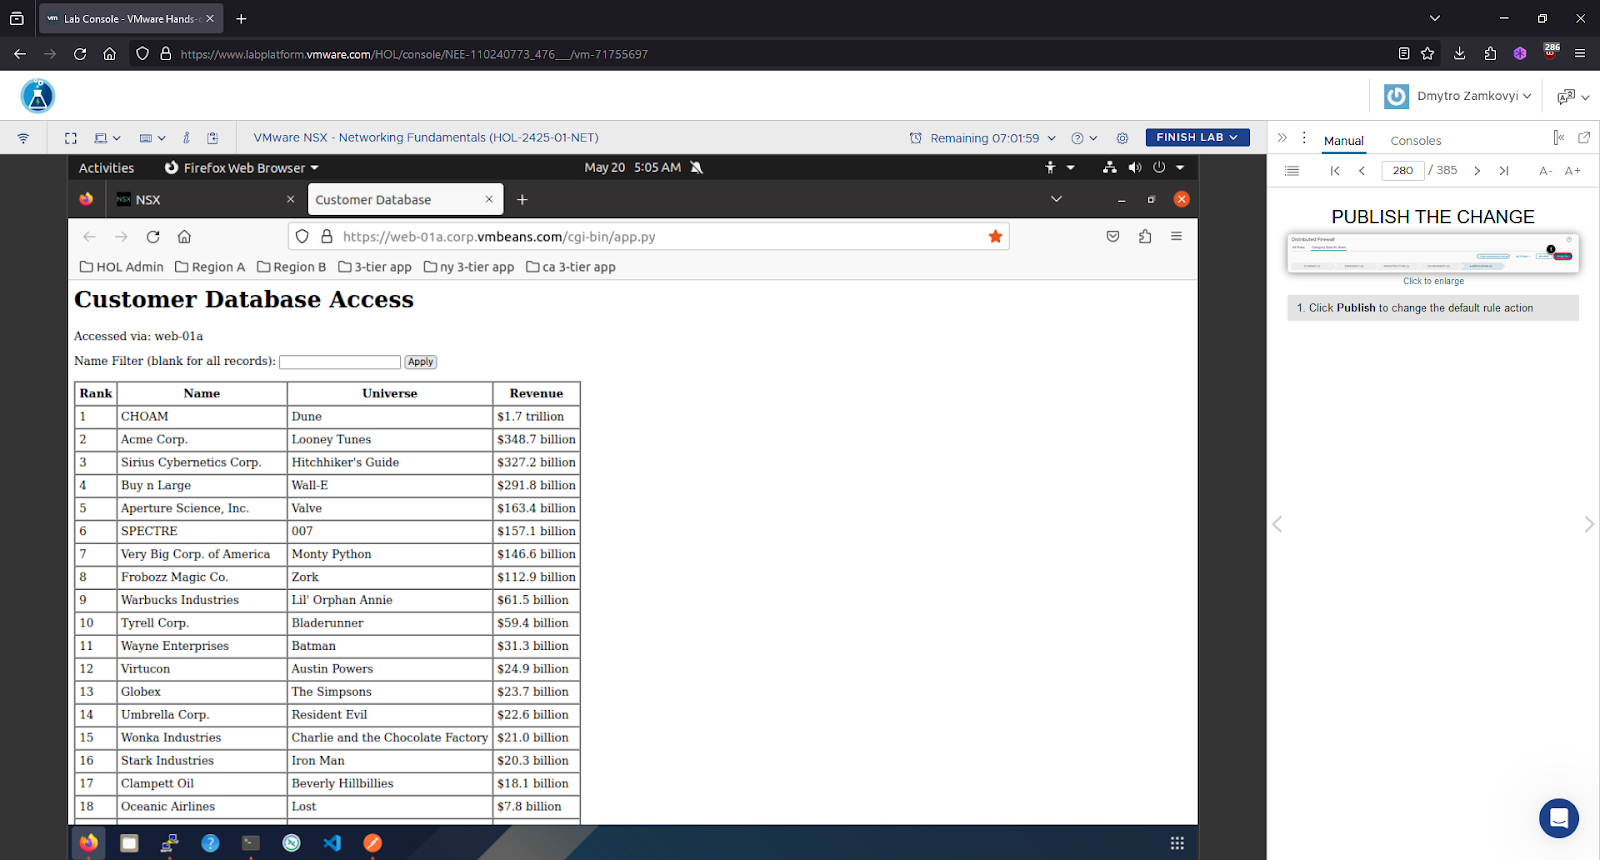 vm Lab Console - VMware Hands-
https://www.labplatform.vmware.com/HOL/console/NEE-110240773_476__/vm-71755697
286
Dmytro Zamkovyi
VMware NSX - Networking Fundamentals (HOL-2425-01-NET)
Remaining 07:01:59
FINISH LAB
Manual
Consoles
280 / 385
A- A+
Activities
Firefox Web Browser
May 20 5:05 AM
NSX NSX
Customer Database
https://web-01a.corp.vmbeans.com/cgi-bin/app.py
HOL Admin Region A Region B 3-tier app ny 3-tier app ca 3-tier app
Customer Database Access
Accessed via: web-01a
Name Filter (blank for all records): Apply
Rank Name Universe Revenue
1 CHOAM Dune $1.7 trillion
2 Acme Corp. Looney Tunes $348.7 billion
3 Sirius Cybernetics Corp. Hitchhiker's Guide $327.2 billion
4 Buy n Large Wall-E $291.8 billion
5 Aperture Science, Inc. Valve $163.4 billion
6 SPECTRE 007 $157.1 billion
7 Very Big Corp. of America Monty Python $146.6 billion
8 Frobozz Magic Co. Zork $112.9 billion
9 Warbucks Industries Lil' Orphan Annie $61.5 billion
10 Tyrell Corp. Bladerunner $59.4 billion
11 Wayne Enterprises Batman $31.3 billion
12 Virtucon Austin Powers $24.9 billion
13 Globex The Simpsons $23.7 billion
14 Umbrella Corp. Resident Evil $22.6 billion
15 Wonka Industries Charlie and the Chocolate Factory $21.0 billion
16 Stark Industries Iron Man $20.3 billion
17 Clampett Oil Beverly Hillbillies $18.1 billion
18 Oceanic Airlines Lost $7.8 billion
PUBLISH THE CHANGE
Distributed Firewall
Click to enlarge
1. Click Publish to change the default rule action